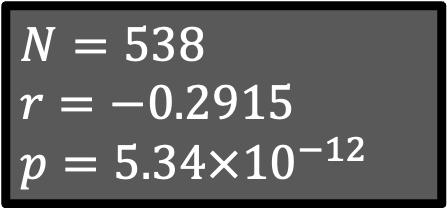 N = 538
r = −0.2915
p = 5.34×10⁻¹²